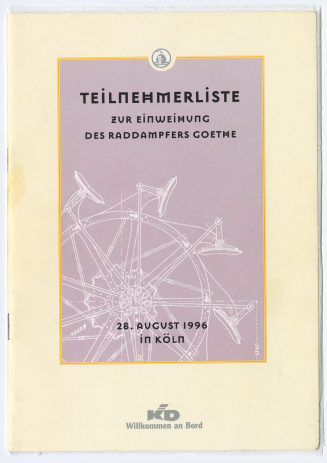 TEILNEHMERLISTE
ZUR EINWEIHUNG
DES RADDAMPFERS GOETHE
28. AUGUST 1996
IN KÖLN
KD
Willkommen an Bord